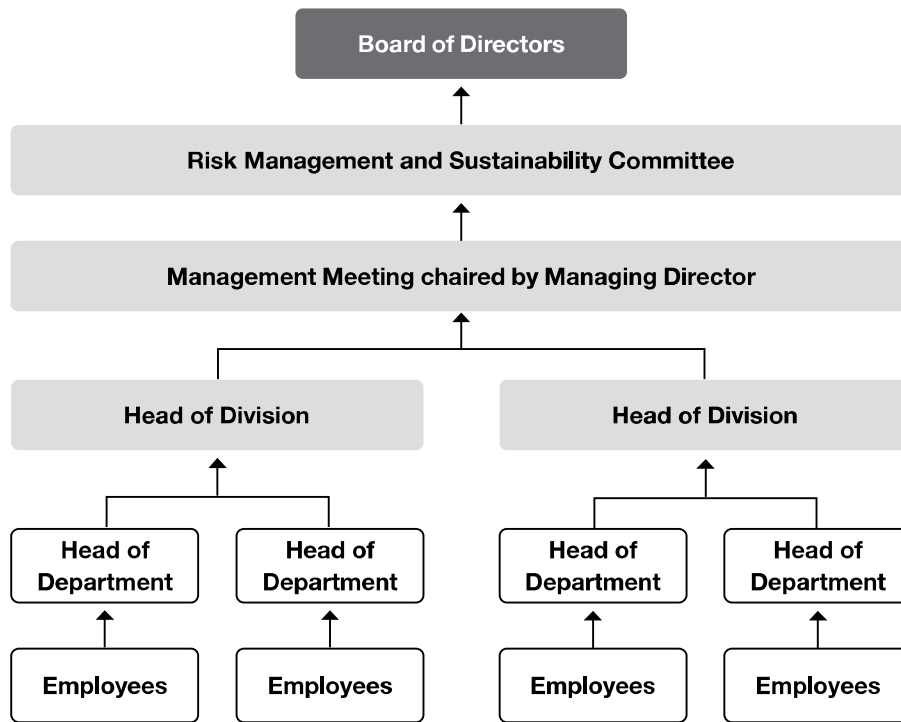 Board of Directors
Risk Management and Sustainability Committee
Management Meeting chaired by Managing Director
Head of Division
Head of Division
Head of
Department
Head of
Department
Head of
Department
Head of
Department
Employees
Employees
Employees
Employees